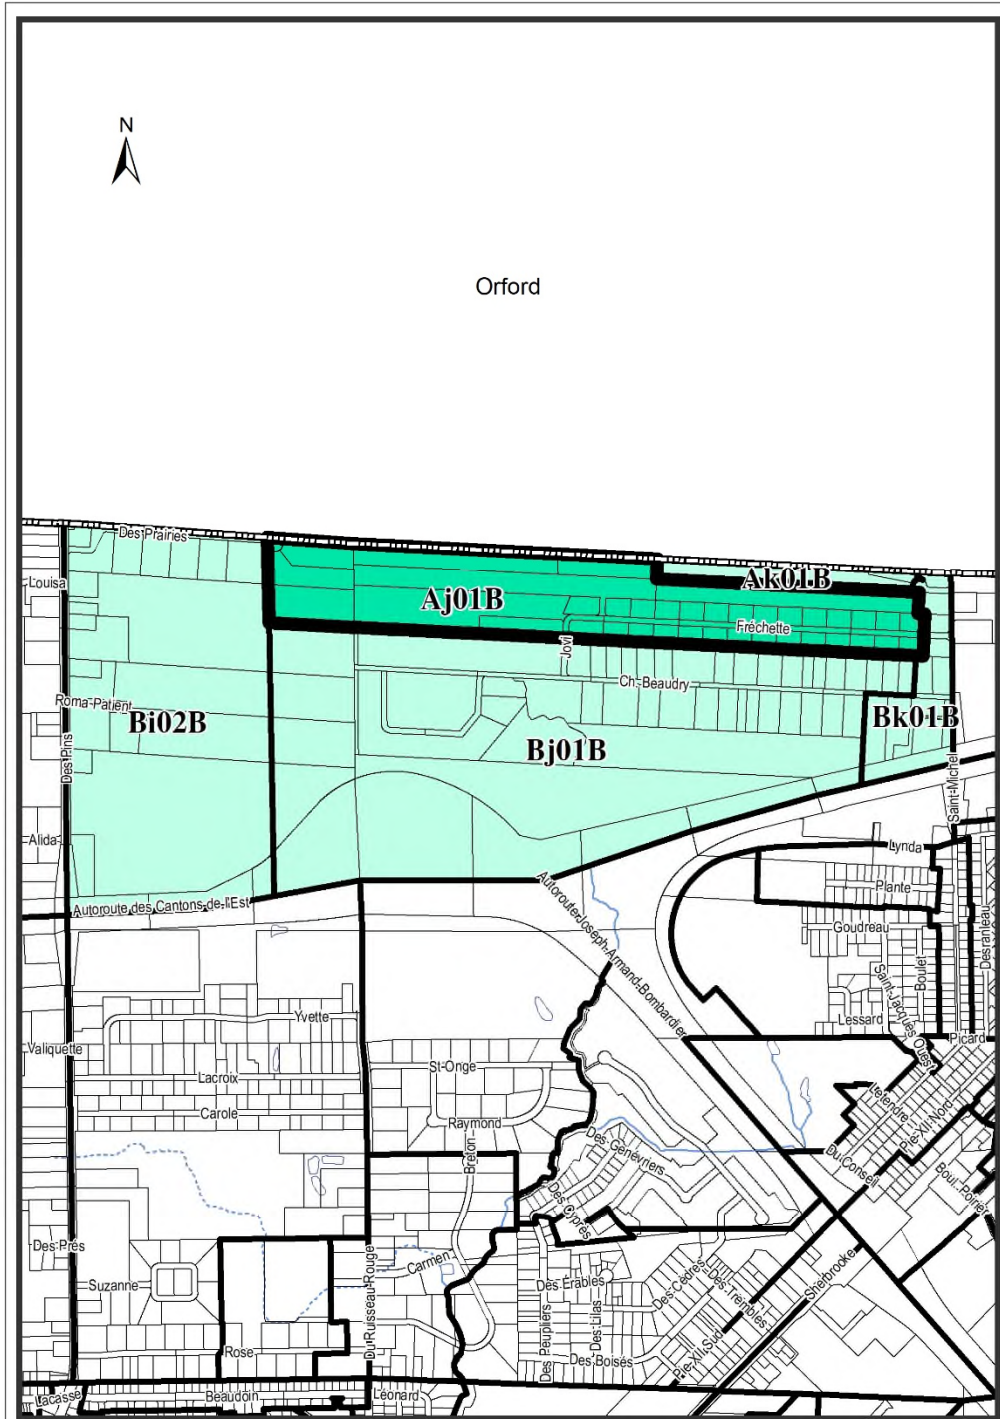 N
Orford
Des Prairies
Louisa
Ak01B
Aj01B
Fréchette
Jovi
Ch. Beaudry
Roma-Patient
Bi02B
Bk01B
Bj01B
Des Pins
Saint-Michel
Alida
Lynda
Plante
Autoroute des Cantons de l'Est
Autoroute Joseph-Armand-Bombardier
Goudreau
Desranleau
Boulet
Saint-Jacques Ouest
Yvette
Lessard
Picard
Valiquette
St-Onge
Lacroix
Letendre
Carole
Raymond
Pie-XII Nord
Des Genévriers
Breton
Du Conseil
Boul. Poirier
Des Cyprès
Des Prés
Carmen
Du Ruisseau-Rouge
Sherbrooke
Suzanne
Des Érables
Des Cèdres
Des Trembles
Des Peupliers
Des Lilas
Pie-XII Sud
Rose
Des Boisés
Lacasse
Beaudoin
Léonard